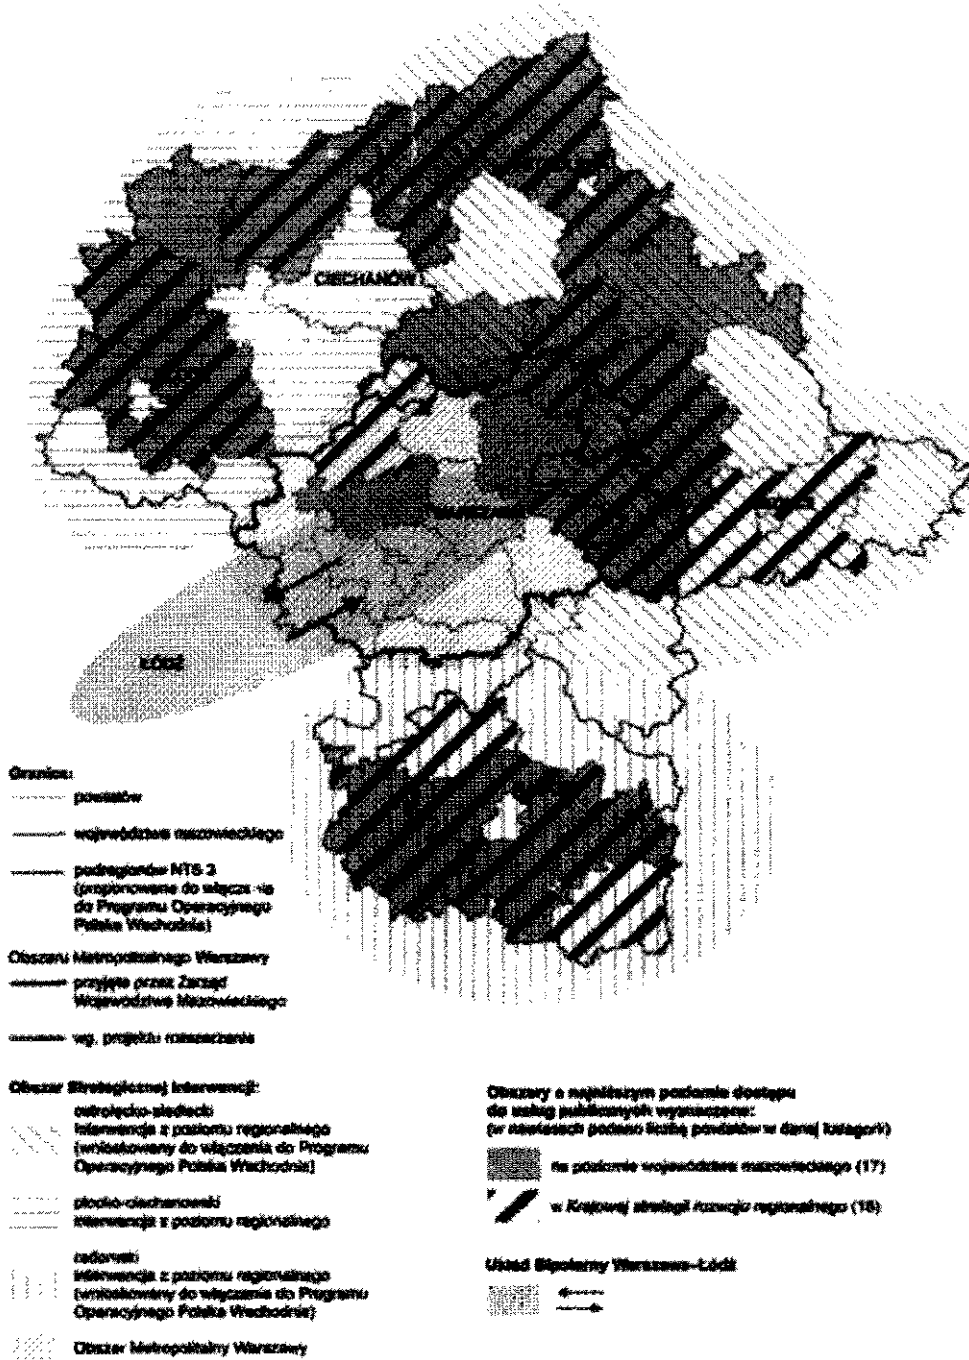 CIECHANÓW
ŁÓDŹ
Granice:
powiatów
województwa mazowieckiego
podregionów NTS 3
(proponowane do włączenia
do Programu Operacyjnego
Polska Wschodnia)
Obszaru Metropolitalnego Warszawy
przyjęta przez Zarząd
Województwa Mazowieckiego
wg. projektu rozszerzenia
Obszar Strategicznej Interwencji:
ostrołęcko-siedlecki
interwencja z poziomu regionalnego
(wnioskowany do włączenia do Programu
Operacyjnego Polska Wschodnia)
płocko-ciechanowski
interwencja z poziomu regionalnego
radomski
interwencja z poziomu regionalnego
(wnioskowany do włączenia do Programu
Operacyjnego Polska Wschodnia)
Obszar Metropolitalny Warszawy
Obszary o najniższym poziomie dostępu
do usług publicznych wyznaczone:
(w nawiasach podano liczbę powiatów w danej kategorii)
na poziomie województwa mazowieckiego (17)
w Krajowej strategii rozwoju regionalnego (18)
Układ Bipolarny Warszawa–Łódź